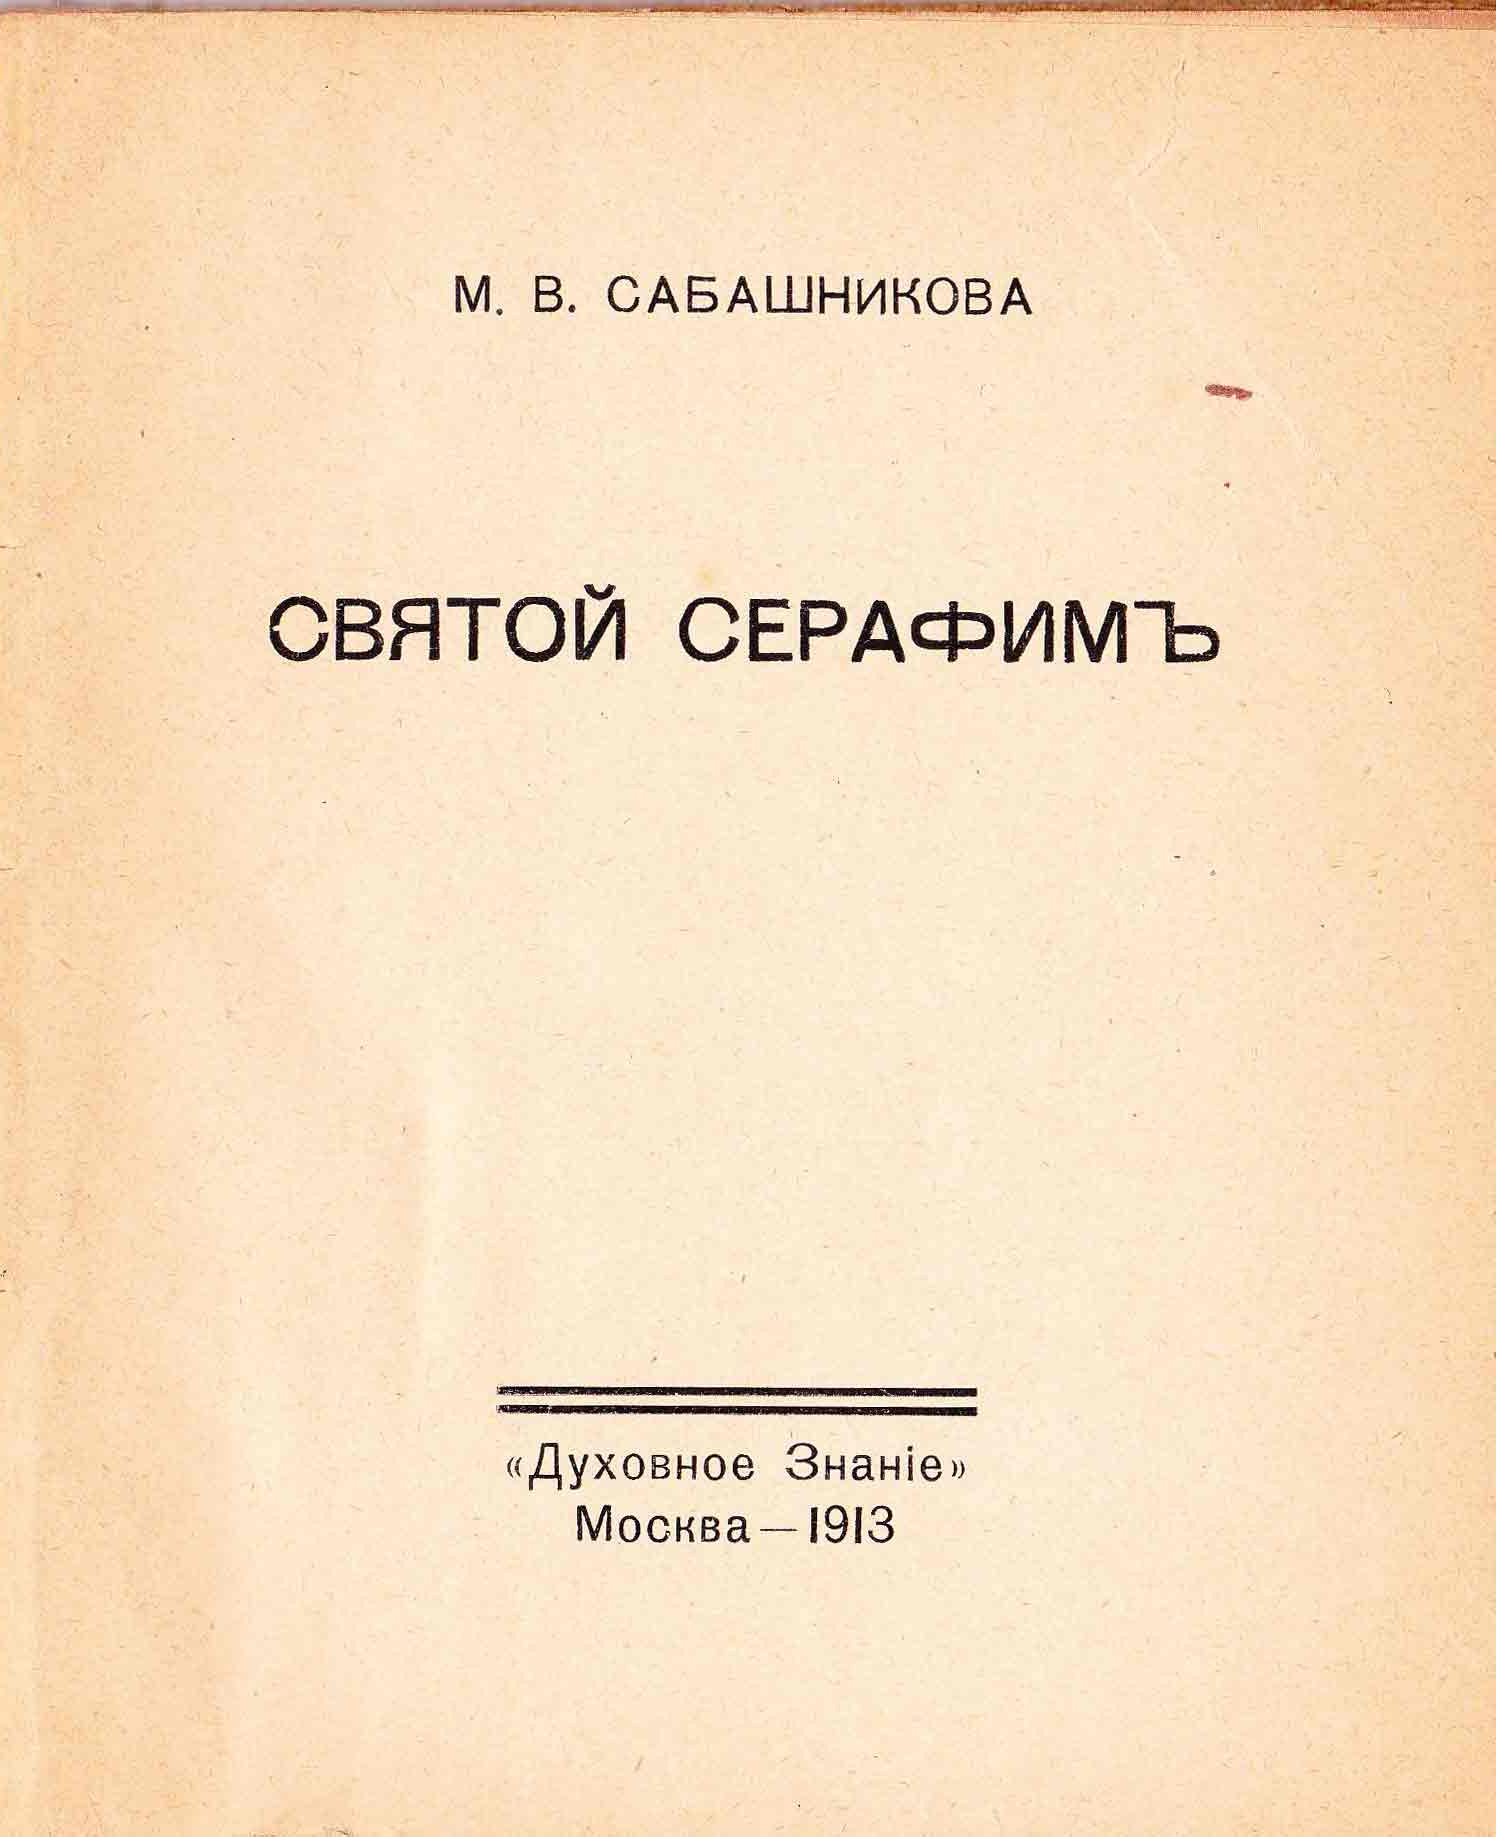 М. В. САБАШНИКОВА
СВЯТОЙ СЕРАФИМЪ
«Духовное Знаніе»
Москва — 1913